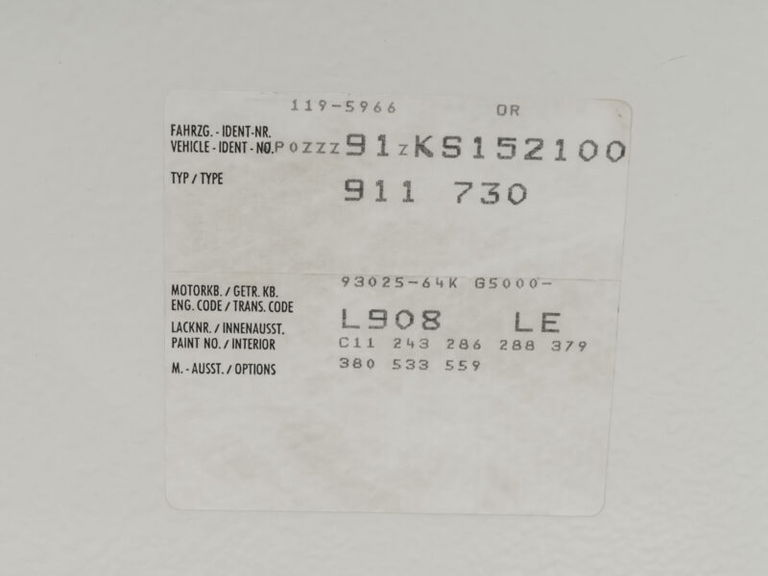 119-5966 OR
FAHRZG. - IDENT-NR.
VEHICLE - IDENT - NO. P0ZZZ91ZKS152100
TYP / TYPE 911 730
93025-64K G5000-
MOTORKB. / GETR. KB.
ENG. CODE / TRANS. CODE
L908 LE
LACKNR. / INNENAUSST.
PAINT NO. / INTERIOR C11 243 286 288 379
M. - AUSST. / OPTIONS 380 533 559